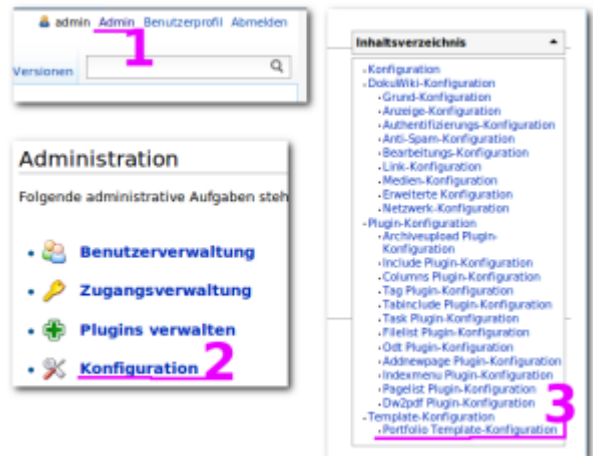 admin Admin Benutzerprofil Abmelden
1
Versionen
Administration
Folgende administrative Aufgaben steh
Benutzerverwaltung
Zugangsverwaltung
Plugins verwalten
Konfiguration 2
Inhaltsverzeichnis
Konfiguration
DokuWiki-Konfiguration
Grund-Konfiguration
Anzeige-Konfiguration
Authentifizierungs-Konfiguration
Anti-Spam-Konfiguration
Bearbeitungs-Konfiguration
Link-Konfiguration
Medien-Konfiguration
Erweiterte Konfiguration
Netzwerk-Konfiguration
Plugin-Konfiguration
Archiveupload Plugin-
Konfiguration
Include Plugin-Konfiguration
Columns Plugin-Konfiguration
Tag Plugin-Konfiguration
Tabinclude Plugin-Konfiguration
Task Plugin-Konfiguration
Filelist Plugin-Konfiguration
Odt Plugin-Konfiguration
Addnewpage Plugin-Konfiguration
Indexmenu Plugin-Konfiguration
Pagelist Plugin-Konfiguration
Dw2pdf Plugin-Konfiguration
Template-Konfiguration
Portfolio Template-Konfiguration
3